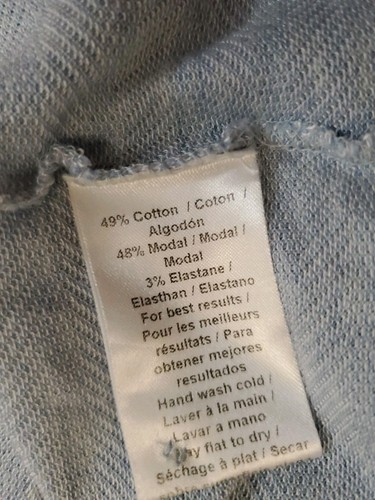 49% Cotton / Coton /
Algodón
48% Modal / Modal /
Modal
3% Elastane /
Elasthan / Elastano
For best results /
Pour les meilleurs
résultats / Para
obtener mejores
resultados
Hand wash cold /
Laver à la main /
Lavar a mano
flat to dry /
Séchage à plat / Secar
sobre